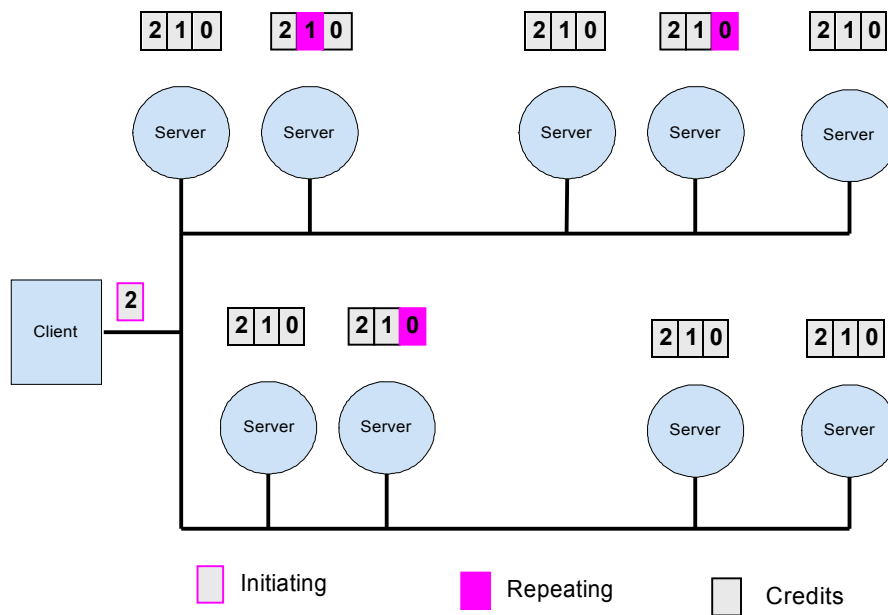 2 1 0 2 1 0 2 1 0 2 1 0 2 1 0
Server Server Server Server Server
2
Client
2 1 0 2 1 0 2 1 0 2 1 0
Server Server Server Server
Initiating Repeating Credits